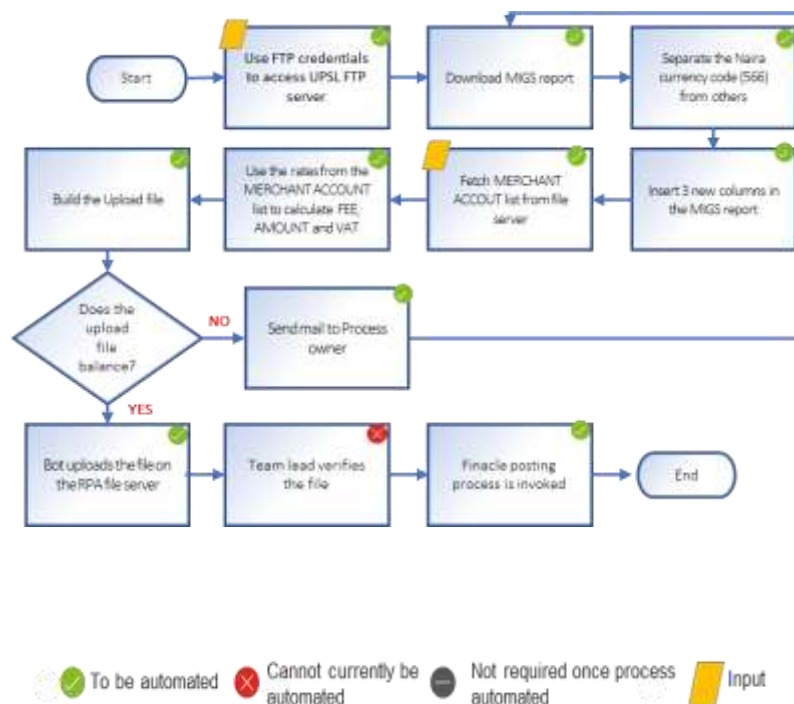 Start
Use FTP credentials
to access UPSL FTP
server
Download MIGS report
Separate the Naira
currency code (566)
from others
Build the Upload file
Use the rates from the
MERCHANT ACCOUNT
list to calculate FEE,
AMOUNT and VAT
Fetch MERCHANT
ACCOUT list from file
server
Insert 3 new columns in
the MIGS report
Does the
upload
file
balance?
NO
Send mail to Process
owner
YES
Bot uploads the file on
the RPA file server
Team lead verifies
the file
Finacle posting
process is invoked
End
To be automated
Cannot currently be
automated
Not required once process
automated
Input